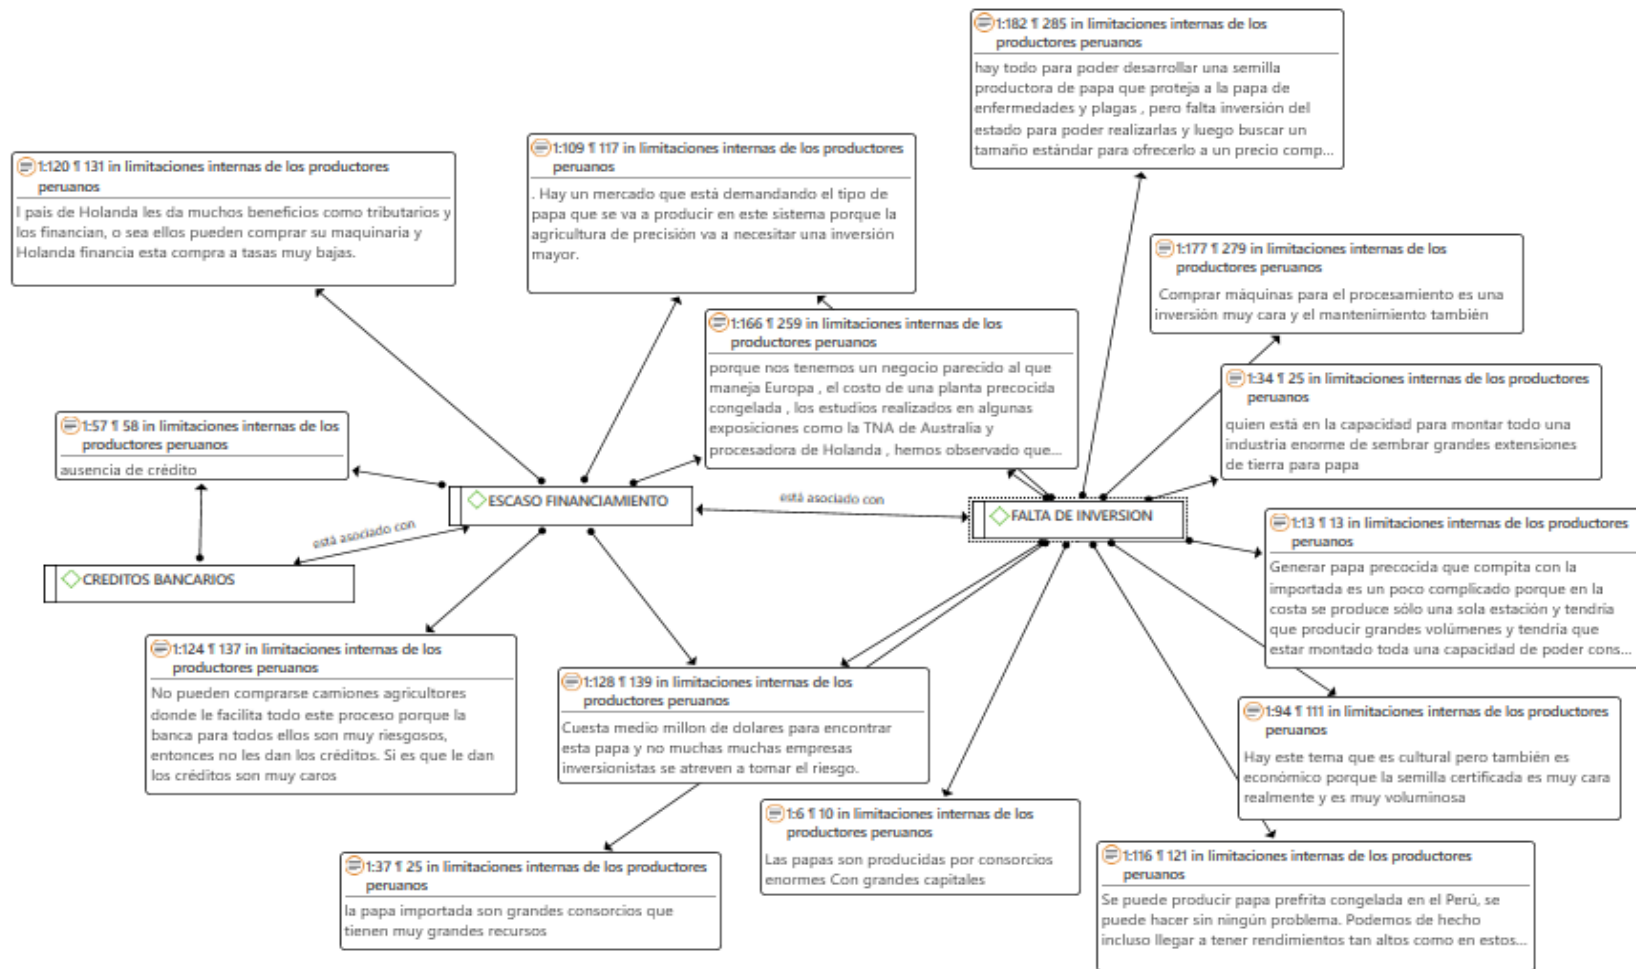 1:182 ¶ 285 in limitaciones internas de los
productores peruanos
hay todo para poder desarrollar una semilla
productora de papa que proteja a la papa de
enfermedades y plagas , pero falta inversión del
estado para poder realizarlas y luego buscar un
tamaño estándar para ofrecerlo a un precio comp...
1:120 ¶ 131 in limitaciones internas de los productores
peruanos
l pais de Holanda les da muchos beneficios como tributarios y
los financian, o sea ellos pueden comprar su maquinaria y
Holanda financia esta compra a tasas muy bajas.
1:109 ¶ 117 in limitaciones internas de los productores
peruanos
. Hay un mercado que está demandando el tipo de
papa que se va a producir en este sistema porque la
agricultura de precisión va a necesitar una inversión
mayor.
1:177 ¶ 279 in limitaciones internas de los
productores peruanos
Comprar máquinas para el procesamiento es una
inversión muy cara y el mantenimiento también
1:166 ¶ 259 in limitaciones internas de los
productores peruanos
porque nos tenemos un negocio parecido al que
maneja Europa , el costo de una planta precocida
congelada , los estudios realizados en algunas
exposiciones como la TNA de Australia y
procesadora de Holanda , hemos observado que...
1:34 ¶ 25 in limitaciones internas de los productores
peruanos
quien está en la capacidad para montar todo una
industria enorme de sembrar grandes extensiones
de tierra para papa
1:57 ¶ 58 in limitaciones internas de los
productores peruanos
ausencia de crédito
ESCASO FINANCIAMIENTO
está asociado con
FALTA DE INVERSION
está asociado con
CREDITOS BANCARIOS
1:13 ¶ 13 in limitaciones internas de los productores
peruanos
Generar papa precocida que compita con la
importada es un poco complicado porque en la
costa se produce sólo una sola estación y tendría
que producir grandes volúmenes y tendría que
estar montado toda una capacidad de poder cons...
1:124 ¶ 137 in limitaciones internas de los
productores peruanos
No pueden comprarse camiones agricultores
donde le facilita todo este proceso porque la
banca para todos ellos son muy riesgosos,
entonces no les dan los créditos. Si es que le dan
los créditos son muy caros
1:128 ¶ 139 in limitaciones internas de los
productores peruanos
Cuesta medio millon de dolares para encontrar
esta papa y no muchas muchas empresas
inversionistas se atreven a tomar el riesgo.
1:94 ¶ 111 in limitaciones internas de los productores
peruanos
Hay este tema que es cultural pero también es
económico porque la semilla certificada es muy cara
realmente y es muy voluminosa
1:6 ¶ 10 in limitaciones internas de los
productores peruanos
Las papas son producidas por consorcios
enormes Con grandes capitales
1:37 ¶ 25 in limitaciones internas de los productores
peruanos
la papa importada son grandes consorcios que
tienen muy grandes recursos
1:116 ¶ 121 in limitaciones internas de los productores
peruanos
Se puede producir papa prefrita congelada en el Perú, se
puede hacer sin ningún problema. Podemos de hecho
incluso llegar a tener rendimientos tan altos como en estos...